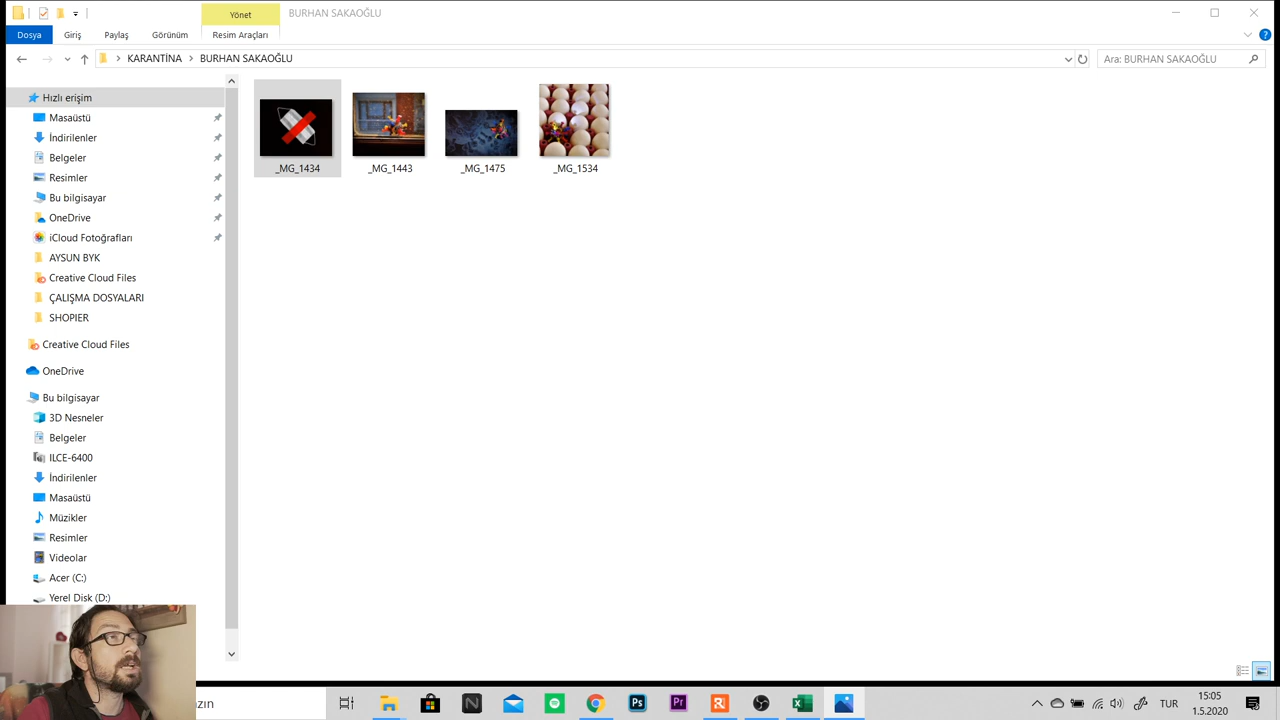 Yönet
BURHAN SAKAOĞLU
Dosya
Giriş
Paylaş
Görünüm
Resim Araçları
KARANTİNA
BURHAN SAKAOĞLU
Ara: BURHAN SAKAOĞLU
Hızlı erişim
Masaüstü
İndirilenler
Belgeler
Resimler
Bu bilgisayar
OneDrive
iCloud Fotoğrafları
AYSUN BYK
Creative Cloud Files
ÇALIŞMA DOSYALARI
SHOPIER
Creative Cloud Files
OneDrive
Bu bilgisayar
3D Nesneler
Belgeler
ILCE-6400
İndirilenler
Masaüstü
Müzikler
Resimler
Videolar
Acer (C:)
Yerel Disk (D:)
_MG_1434
_MG_1443
_MG_1475
_MG_1534
zın
Ps
Pr
TUR
15:05
1.5.2020